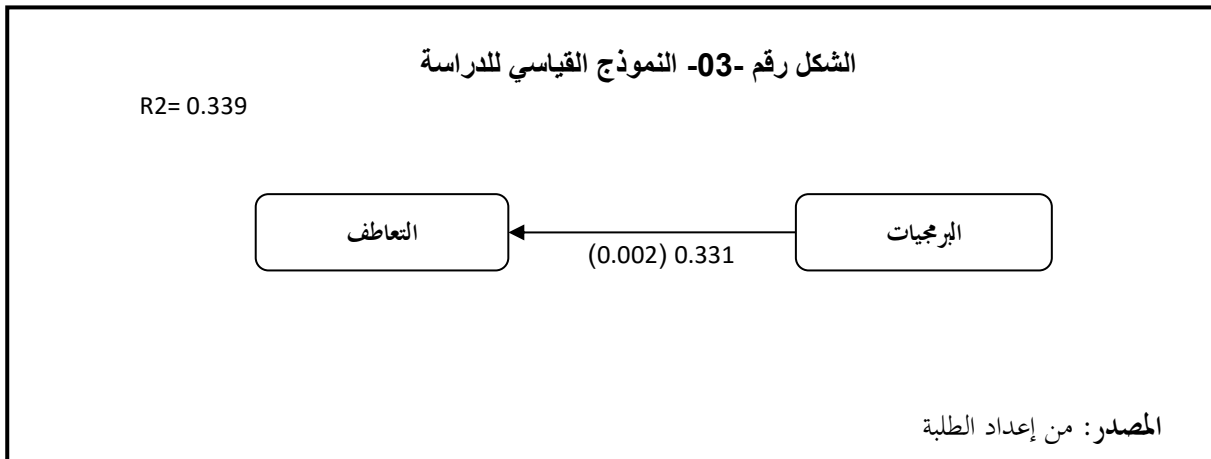 الشكل رقم -03- النموذج القياسي للدراسة
R2= 0.339
البرمجيات
التعاطف
(0.002) 0.331
المصدر: من إعداد الطلبة